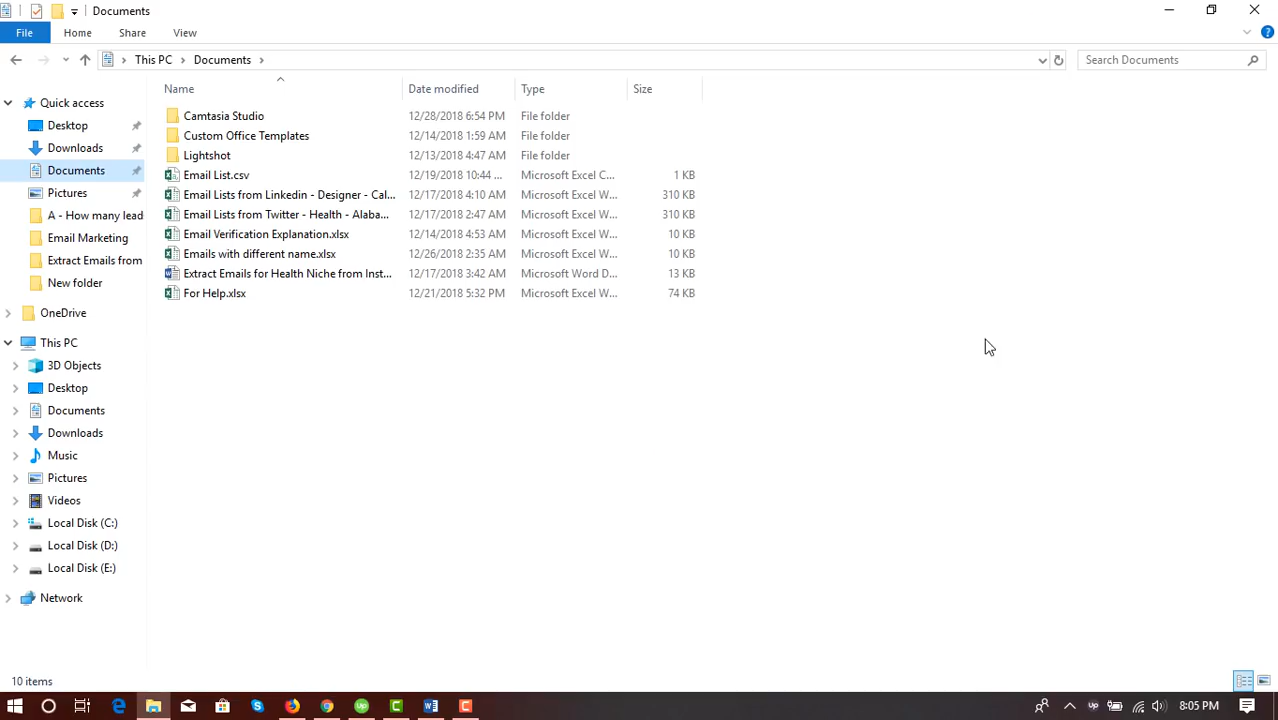 Documents
File Home Share View
This PC Documents
Search Documents
Name Date modified Type Size
Quick access
Desktop
Downloads
Documents
Pictures
A - How many lead
Email Marketing
Extract Emails from
New folder
OneDrive
This PC
3D Objects
Desktop
Documents
Downloads
Music
Pictures
Videos
Local Disk (C:)
Local Disk (D:)
Local Disk (E:)
Network
Camtasia Studio 12/28/2018 6:54 PM File folder
Custom Office Templates 12/14/2018 1:59 AM File folder
Lightshot 12/13/2018 4:47 AM File folder
Email List.csv 12/19/2018 10:44 ... Microsoft Excel C... 1 KB
Email Lists from Linkedin - Designer - Cal... 12/17/2018 4:10 AM Microsoft Excel W... 310 KB
Email Lists from Twitter - Health - Alaba... 12/17/2018 2:47 AM Microsoft Excel W... 310 KB
Email Verification Explanation.xlsx 12/14/2018 4:53 AM Microsoft Excel W... 10 KB
Emails with different name.xlsx 12/26/2018 2:35 AM Microsoft Excel W... 10 KB
Extract Emails for Health Niche from Inst... 12/17/2018 3:42 AM Microsoft Word D... 13 KB
For Help.xlsx 12/21/2018 5:32 PM Microsoft Excel W... 74 KB
10 items
8:05 PM